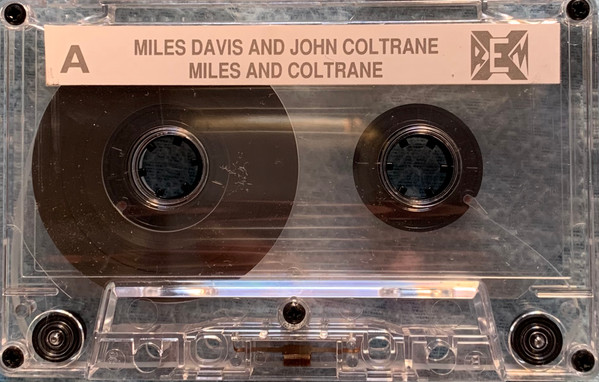 A
MILES DAVIS AND JOHN COLTRANE
MILES AND COLTRANE